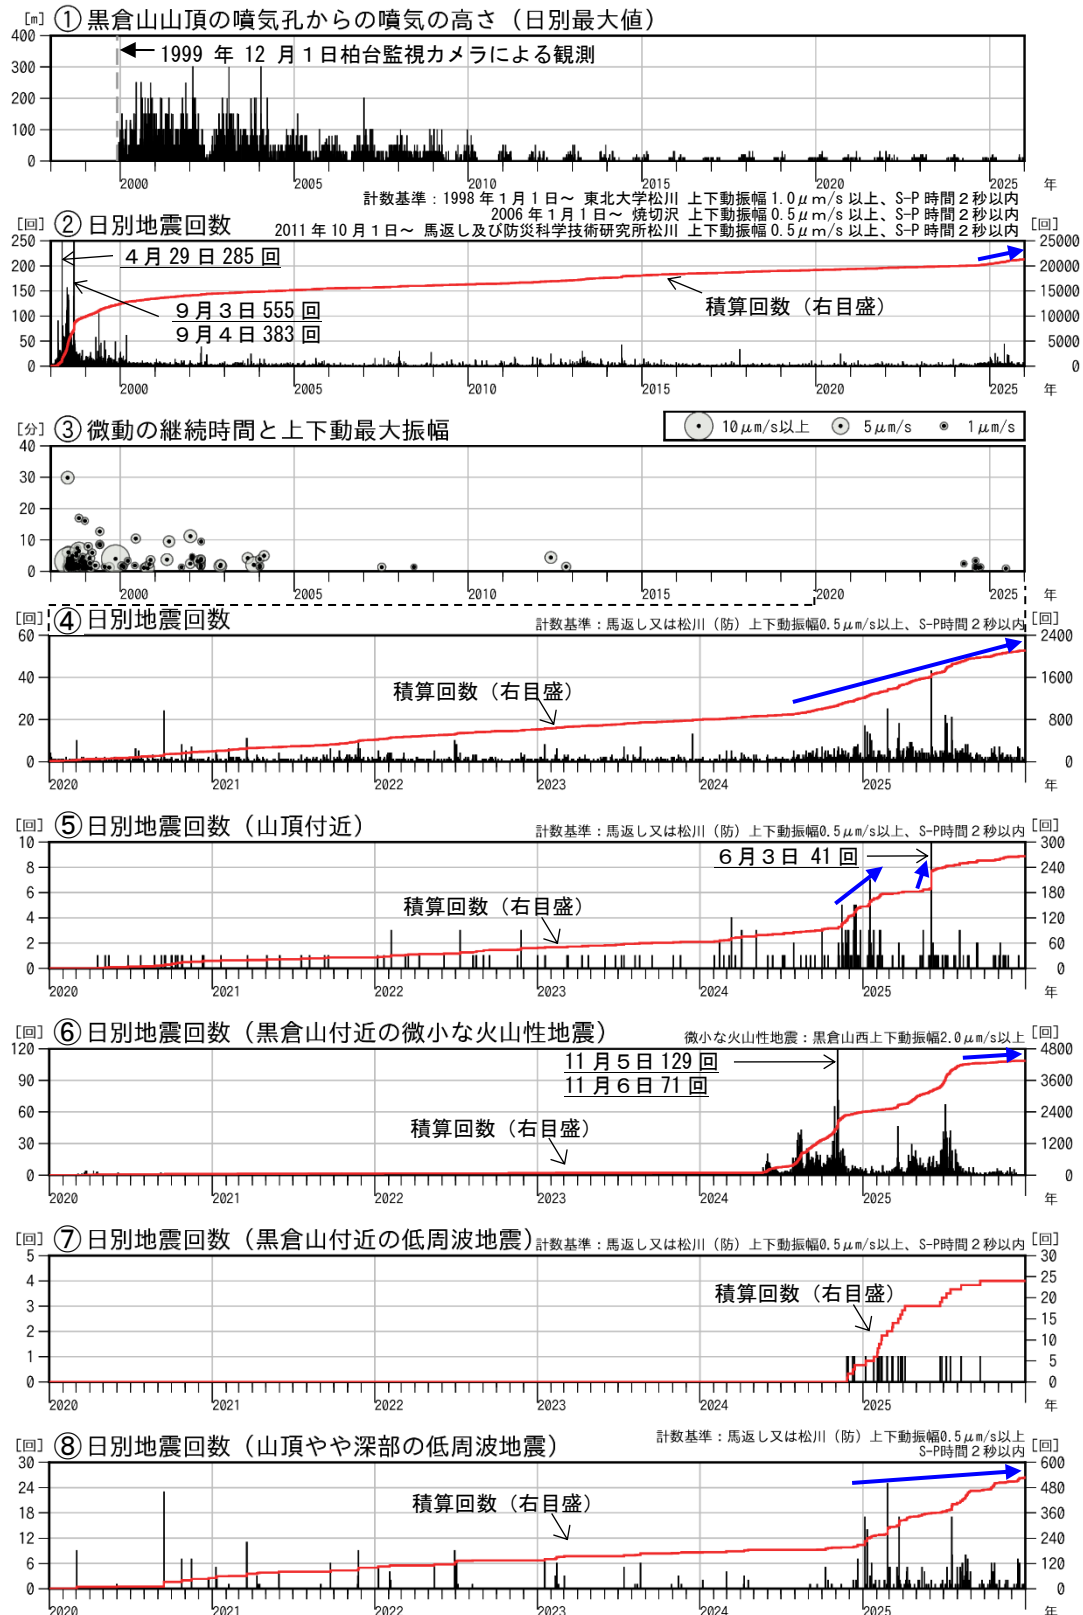 [m] ①黒倉山山頂の噴気孔からの噴気の高さ（日別最大値）
400
300
200
100
0
1999 年 12 月１日柏台監視カメラによる観測
2000 2005 2010 2015 2020 2025 年
計数基準：1998 年１月１日～ 東北大学松川 上下動振幅 1.0μm/s 以上、S-P 時間２秒以内
2006 年１月１日～ 焼切沢 上下動振幅 0.5μm/s 以上、S-P 時間２秒以内
2011 年 10 月１日～ 馬返し及び防災科学技術研究所松川 上下動振幅 0.5μm/s 以上、S-P 時間２秒以内
[回] ②日別地震回数 [回]
250 25000
200 20000
150 15000
100 10000
50 5000
0 0
４月 29 日 285 回
９月３日 555 回
９月４日 383 回
積算回数（右目盛）
2000 2005 2010 2015 2020 2025 年
[分] ③微動の継続時間と上下動最大振幅
10μm/s以上 5μm/s 1μm/s
40
30
20
10
0
2000 2005 2010 2015 2020 2025 年
[回] ④日別地震回数 計数基準：馬返し又は松川（防）上下動振幅0.5μm/s以上、S-P時間２秒以内 [回]
60 2400
40 1600
20 800
0 0
積算回数（右目盛）
2020 2021 2022 2023 2024 2025 年
[回] ⑤日別地震回数（山頂付近） 計数基準：馬返し又は松川（防）上下動振幅0.5μm/s以上、S-P時間２秒以内 [回]
10 300
8 240
6 180
4 120
2 60
0 0
６月３日 41 回
積算回数（右目盛）
2020 2021 2022 2023 2024 2025 年
[回] ⑥日別地震回数（黒倉山付近の微小な火山性地震） 微小な火山性地震：黒倉山西上下動振幅2.0μm/s以上 [回]
120 4800
90 3600
60 2400
30 1200
0 0
11 月５日 129 回
11 月６日 71 回
積算回数（右目盛）
2020 2021 2022 2023 2024 2025 年
[回] ⑦日別地震回数（黒倉山付近の低周波地震） 計数基準：馬返し又は松川（防）上下動振幅0.5μm/s以上、S-P時間２秒以内 [回]
5 30
4 25
3 20
2 15
1 10
0 5
0
積算回数（右目盛）
2020 2021 2022 2023 2024 2025 年
[回] ⑧日別地震回数（山頂やや深部の低周波地震） 計数基準：馬返し又は松川（防）上下動振幅0.5μm/s以上
S-P時間２秒以内 [回]
30 600
24 480
18 360
12 240
6 120
0 0
積算回数（右目盛）
2020 2021 2022 2023 2024 2025 年